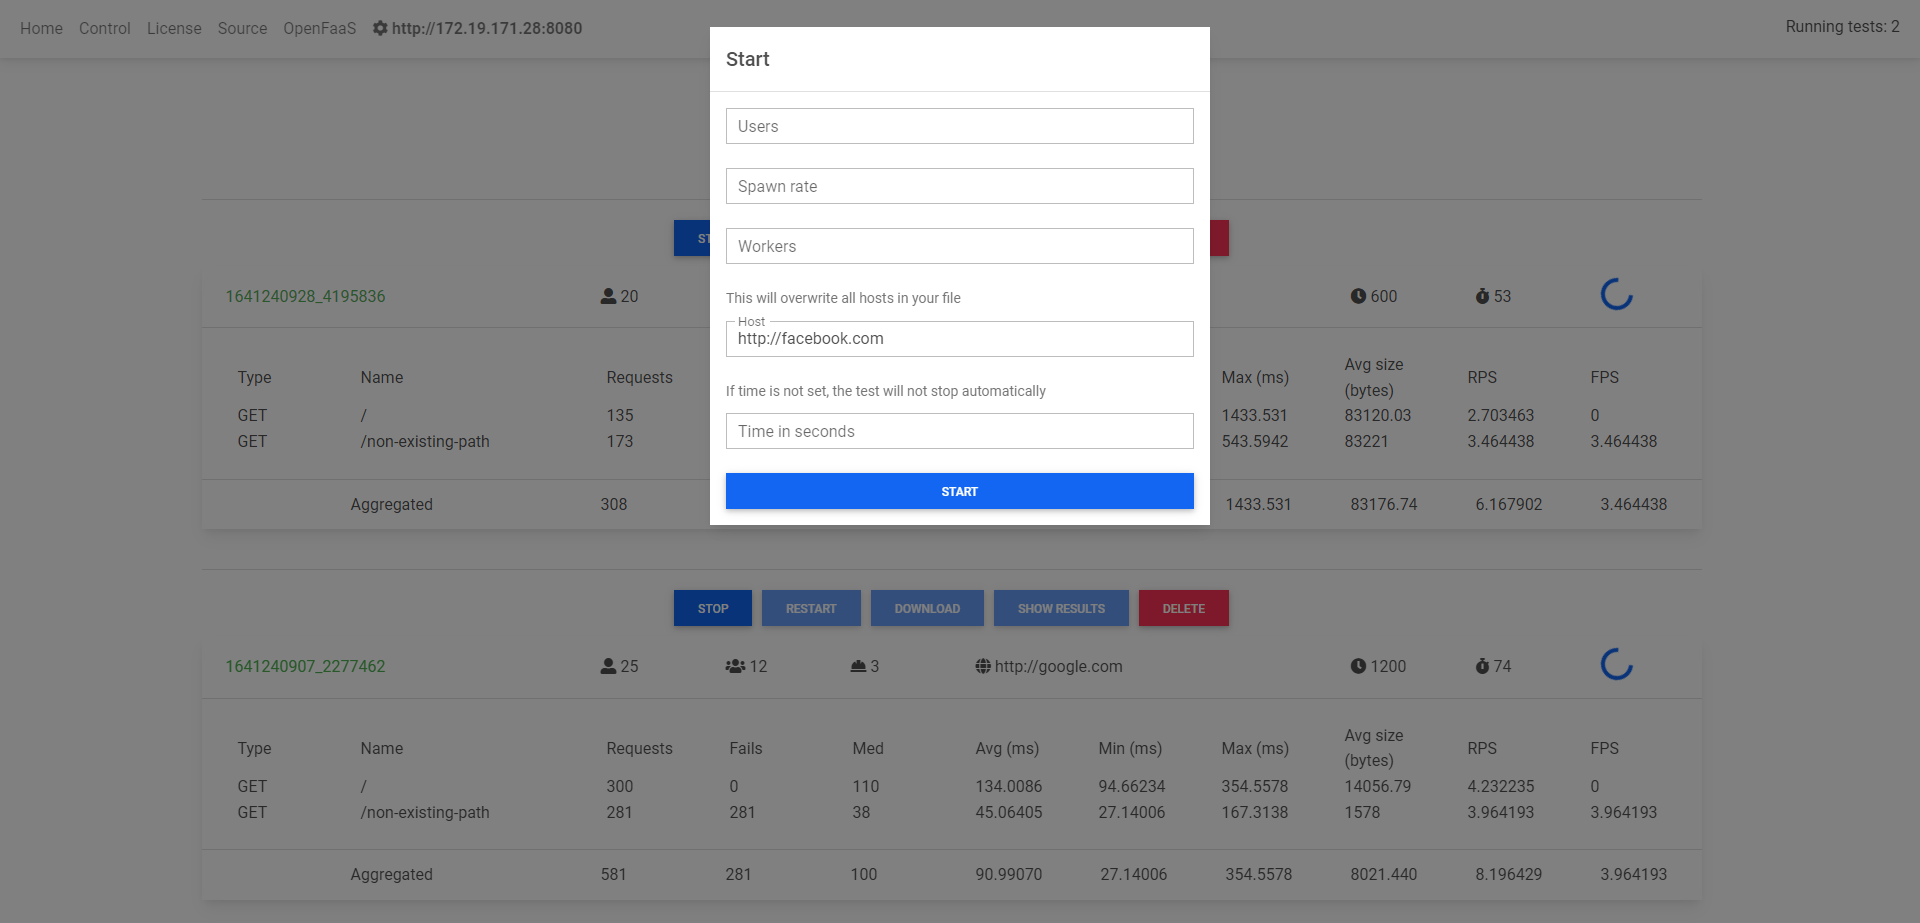 Home Control License Source OpenFaaS http://172.19.171.28:8080 Running tests: 2
Start
Users
Spawn rate
Workers
This will overwrite all hosts in your file
Host
http://facebook.com
If time is not set, the test will not stop automatically
Time in seconds
START
1641240928_4195836 20 600 53
Type Name Requests Max (ms) Avg size (bytes) RPS FPS
GET / 135 1433.531 83120.03 2.703463 0
GET /non-existing-path 173 543.5942 83221 3.464438 3.464438
Aggregated 308 1433.531 83176.74 6.167902 3.464438
STOP RESTART DOWNLOAD SHOW RESULTS DELETE
1641240907_2277462 25 12 3 http://google.com 1200 74
Type Name Requests Fails Med Avg (ms) Min (ms) Max (ms) Avg size (bytes) RPS FPS
GET / 300 0 110 134.0086 94.66234 354.5578 14056.79 4.232235 0
GET /non-existing-path 281 281 38 45.06405 27.14006 167.3138 1578 3.964193 3.964193
Aggregated 581 281 100 90.99070 27.14006 354.5578 8021.440 8.196429 3.964193